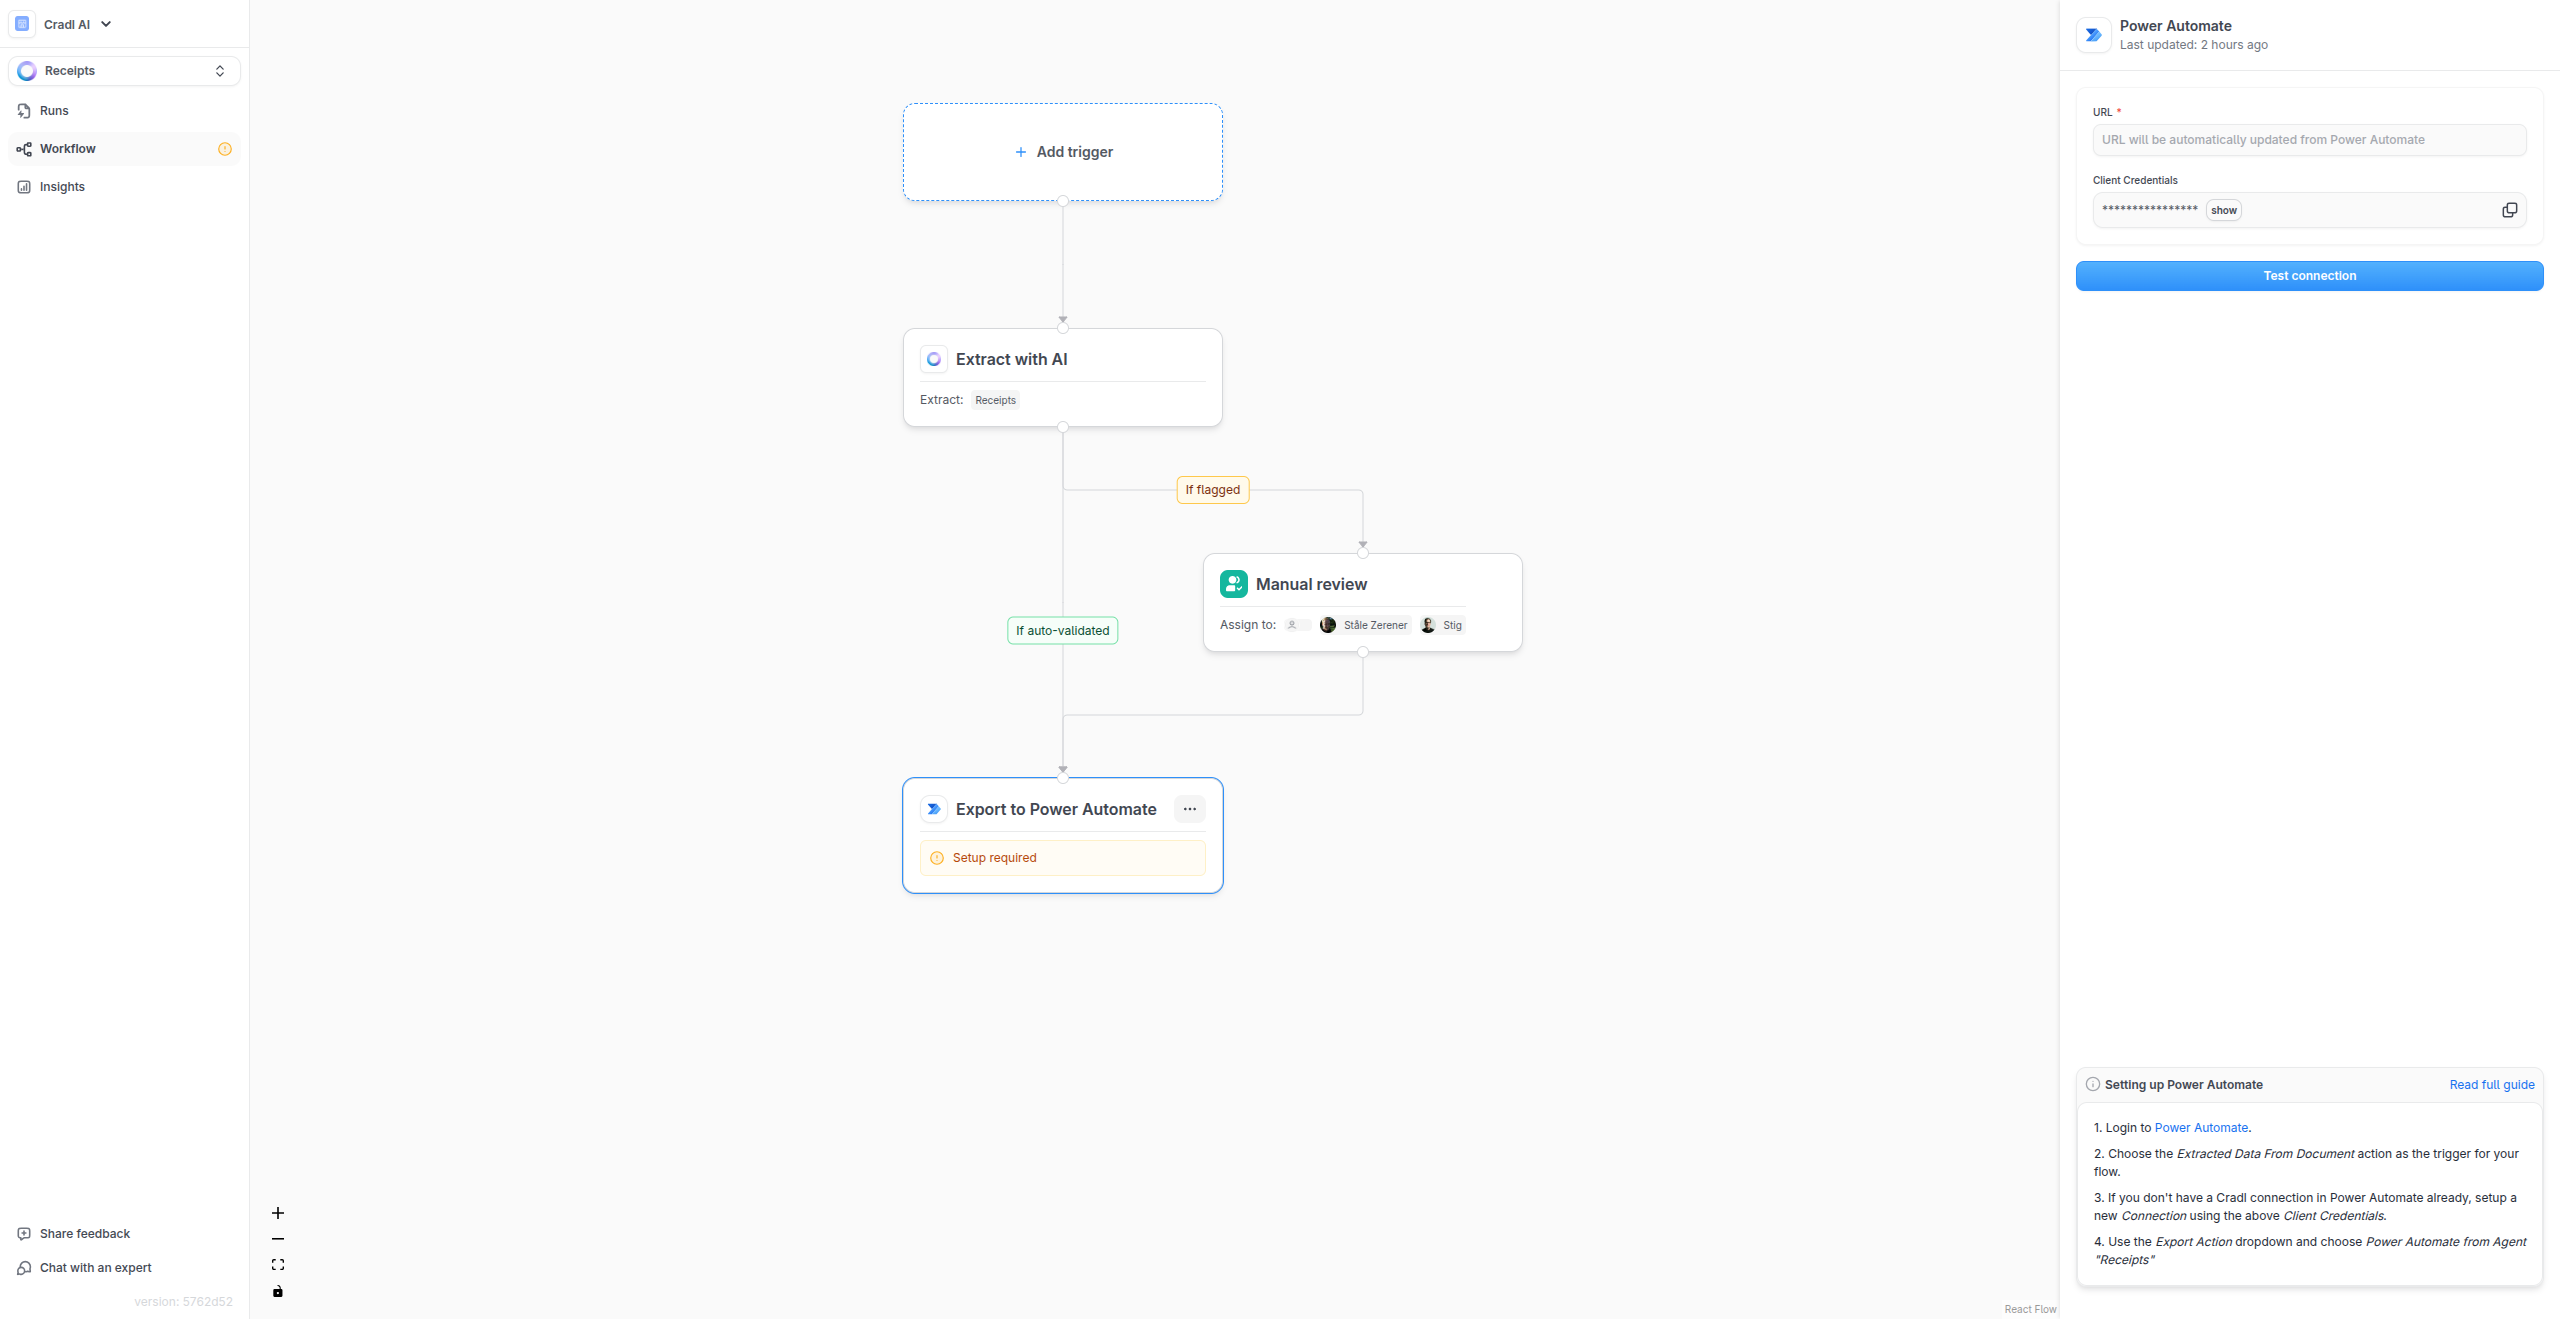 Cradl AI
Receipts
Runs
Workflow
Insights
Share feedback
Chat with an expert
version: 5762d52
Add trigger
Extract with AI
Extract: Receipts
If flagged
Manual review
Assign to: Ståle Zerener Stig
If auto-validated
Export to Power Automate
Setup required
React Flow
Power Automate
Last updated: 2 hours ago
URL *
URL will be automatically updated from Power Automate
Client Credentials
**************** show
Test connection
Setting up Power Automate Read full guide
1. Login to Power Automate.
2. Choose the Extracted Data From Document action as the trigger for your
flow.
3. If you don't have a Cradl connection in Power Automate already, setup a
new Connection using the above Client Credentials.
4. Use the Export Action dropdown and choose Power Automate from Agent
"Receipts"